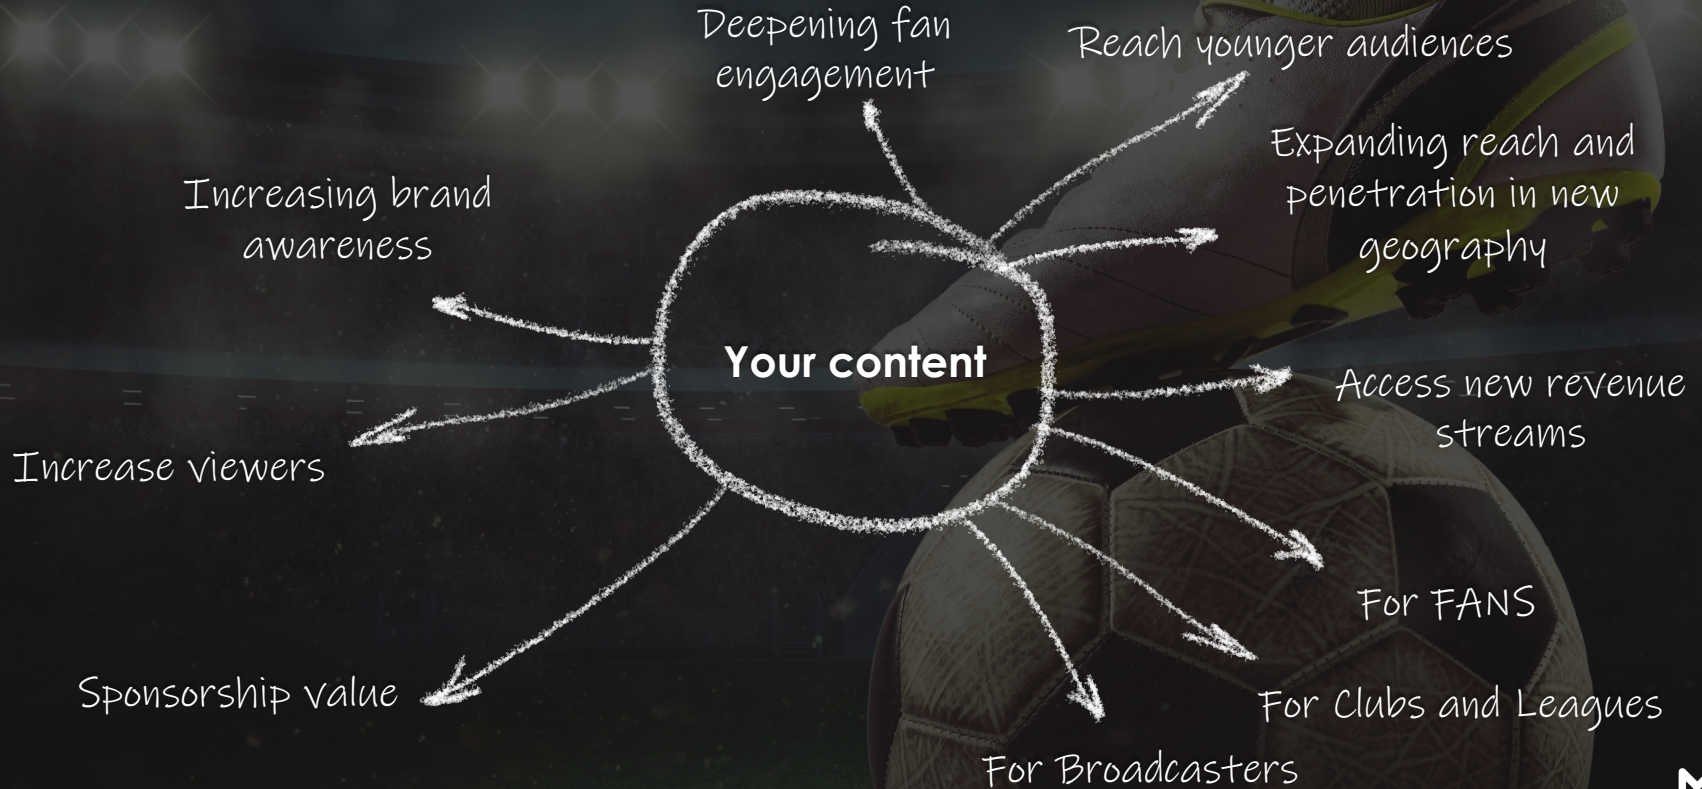 Deepening fan
engagement
Reach younger audiences
Expanding reach and
penetration in new
geography
Increasing brand
awareness
Your content
Access new revenue
streams
Increase viewers
For FANS
Sponsorship value
For Clubs and Leagues
For Broadcasters